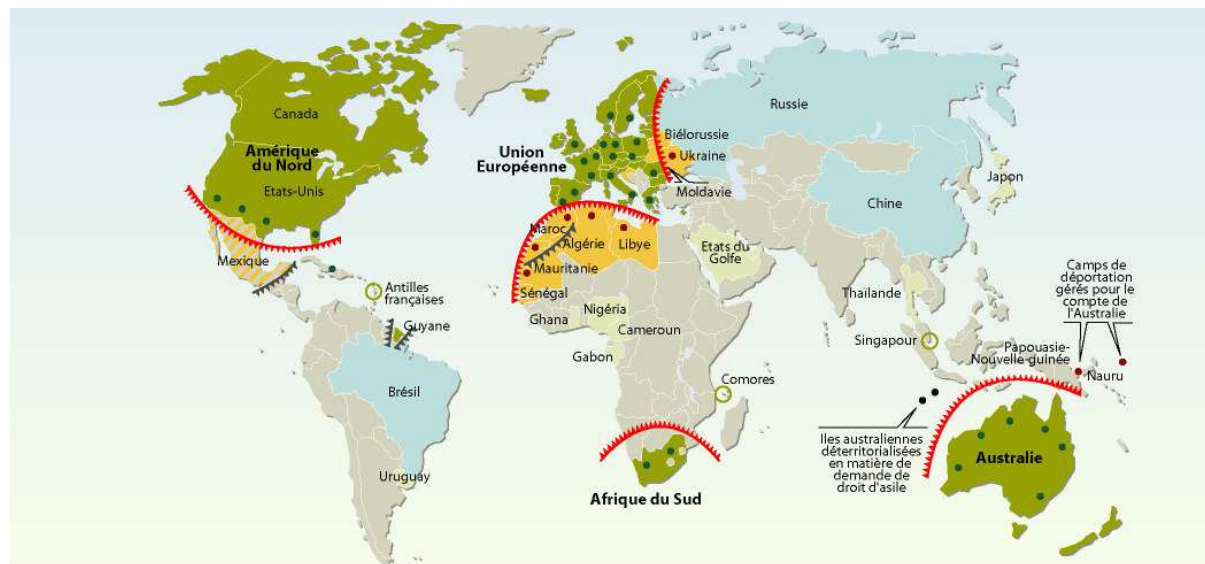 Canada
Amérique
du Nord
Etats-Unis
Mexique
Antilles
françaises
Guyane
Brésil
Uruguay
Union
Européenne
Biélorussie
Ukraine
Moldavie
Russie
Chine
Japon
Maroc
Algérie
Libye
Mauritanie
Sénégal
Ghana
Nigéria
Cameroun
Gabon
Etats du
Golfe
Comores
Afrique du Sud
Thaïlande
Singapour
Camps de
déportation
gérés pour le
compte de
l'Australie
Papouasie-
Nouvelle-guinée
Nauru
Iles australiennes
déterritorialisées
en matière de
demande de
droit d'asile
Australie